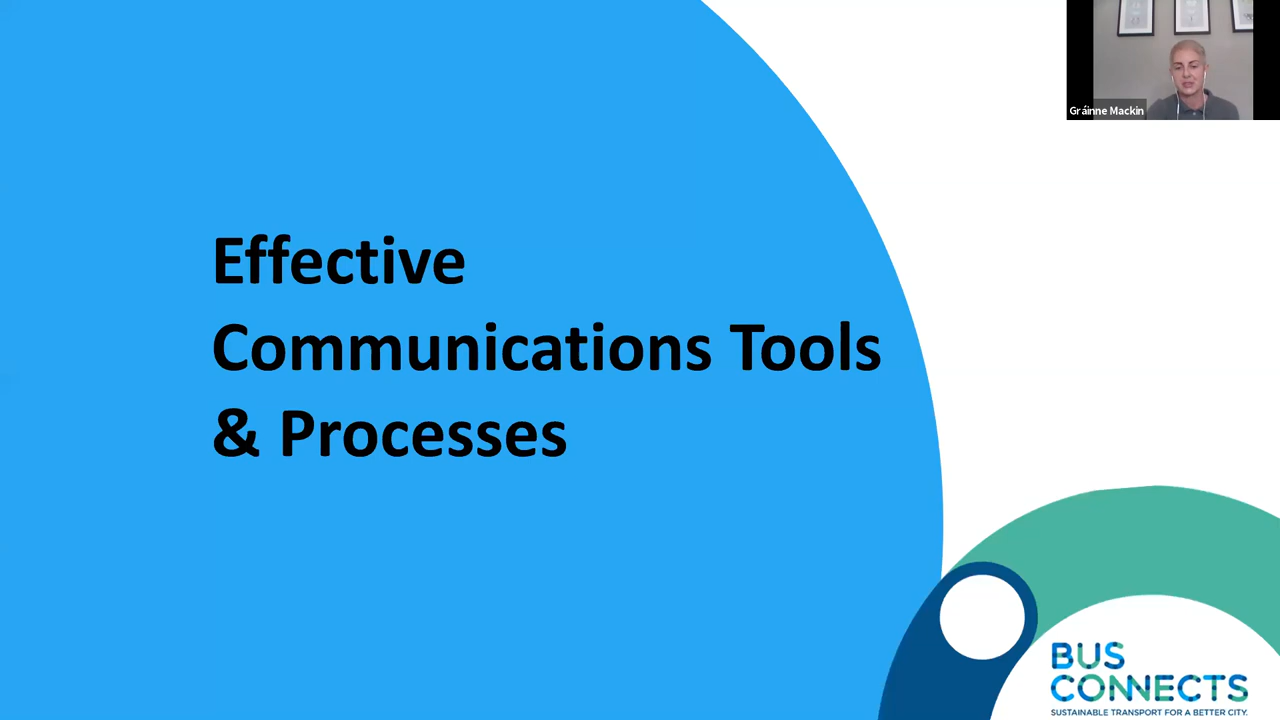 Gráinne Mackin
Effective
Communications Tools
& Processes
BUS
CONNECTS
SUSTAINABLE TRANSPORT FOR A BETTER CITY.